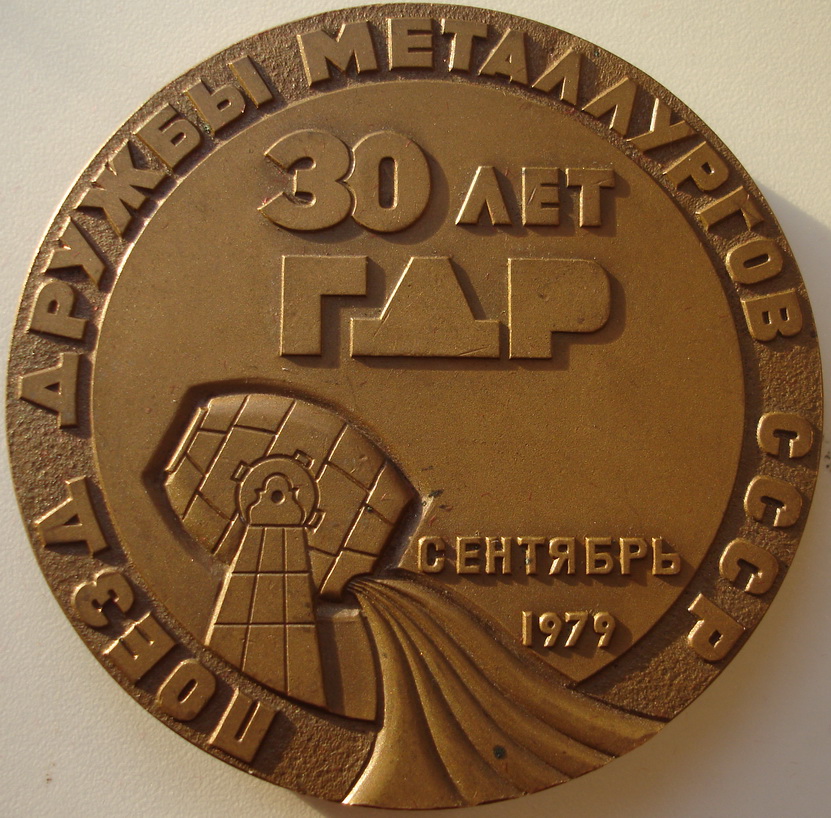 ПОЕЗД ДРУЖБЫ МЕТАЛЛУРГОВ СССР
30 ЛЕТ
ГДР
СЕНТЯБРЬ
1979